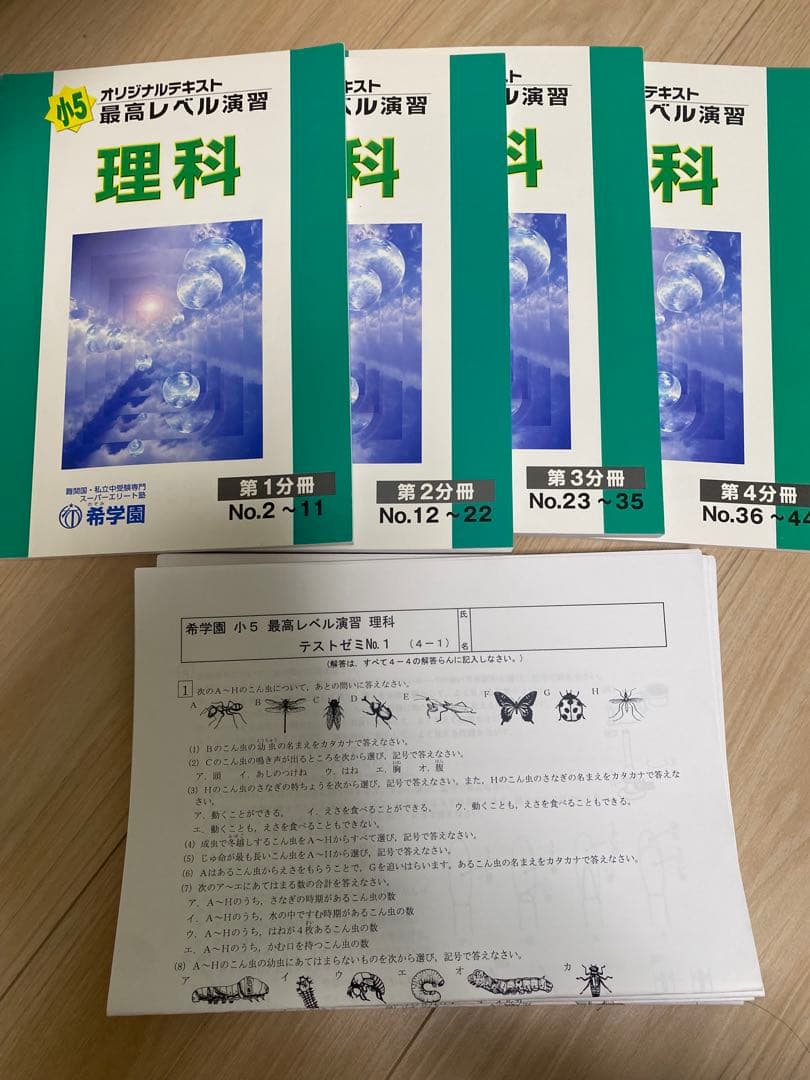 小5
オリジナルテキスト
最高レベル演習
理科
難関国・私立中受験専門
スーパーエリート塾
のぞみ
希学園
第1分冊
No.2～11
キスト
ベル演習
科
第2分冊
No.12～22
スト
ベル演習
科
第3分冊
No.23～35
テキスト
ベル演習
科
第4分冊
No.36～44
希学園 小5 最高レベル演習 理科
テストゼミNo.1 (4－1)
氏
名
(解答は，すべて4－4の解答らんに記入しなさい。)
1 次のA～Hのこん虫について，あとの問いに答えなさい。
A B C D E F G H
(1) Bのこん虫の幼虫の名まえをカタカナで答えなさい。
(2) Cのこん虫の鳴き声が出るところを次から選び，記号で答えなさい。
ア．頭 イ．あしのつけね ウ．はね エ．胸 オ．腹
(3) Hのこん虫のさなぎの特ちょうを次から選び，記号で答えなさい。また，Hのこん虫のさなぎの名まえをカタカナで答えなさい。
ア．動くことができる。 イ．えさを食べることができる。 ウ．動くことも，えさを食べることもできる。
エ．動くことも，えさを食べることもできない。
(4) 成虫で冬越しするこん虫をA～Hからすべて選び，記号で答えなさい。
(5) じゅ命が最も長いこん虫をA～Hから選び，記号で答えなさい。
(6) Aはあるこん虫からえさをもらうことで，Gを追いはらいます。あるこん虫の名まえをカタカナで答えなさい。
(7) 次のア～エにあてはまる数の合計を答えなさい。
ア．A～Hのうち，さなぎの時期があるこん虫の数
イ．A～Hのうち，水の中ですむ時期があるこん虫の数
ウ．A～Hのうち，はねが4枚あるこん虫の数
エ．A～Hのうち，かむ口を持つこん虫の数
(8) A～Hのこん虫の幼虫にあてはまらないものを次から選び，記号で答えなさい。
ア イ ウ エ オ カ